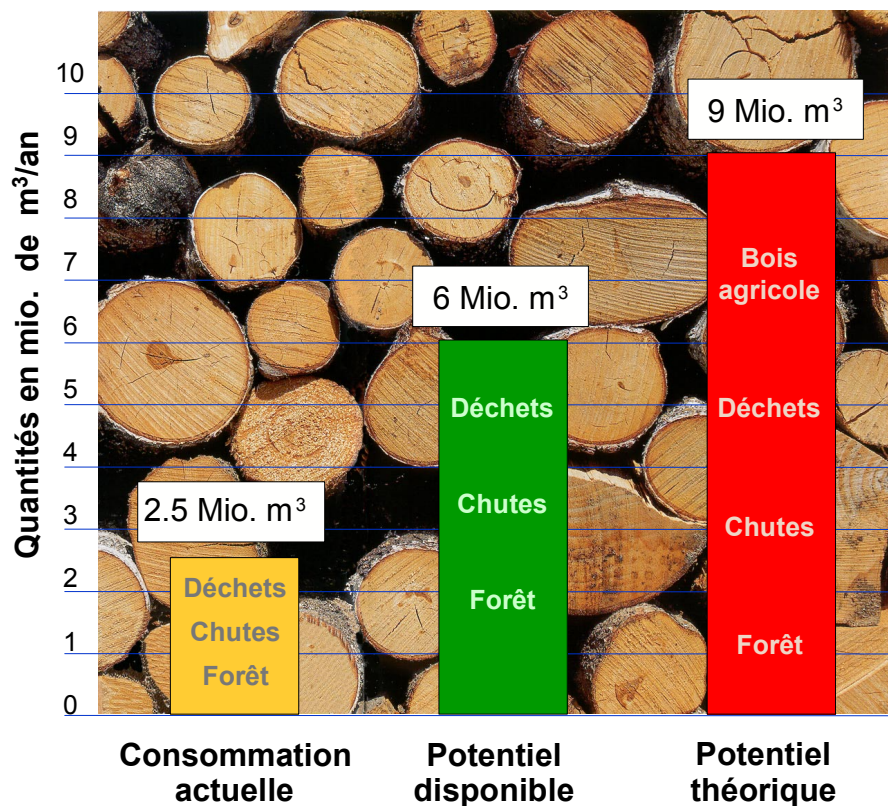 Quantités en mio. de m³/an
10
9
8
7
6
5
4
3
2
1
0
2.5 Mio. m³
Déchets
Chutes
Forêt
6 Mio. m³
Déchets
Chutes
Forêt
9 Mio. m³
Bois
agricole
Déchets
Chutes
Forêt
Consommation
actuelle
Potentiel
disponible
Potentiel
théorique